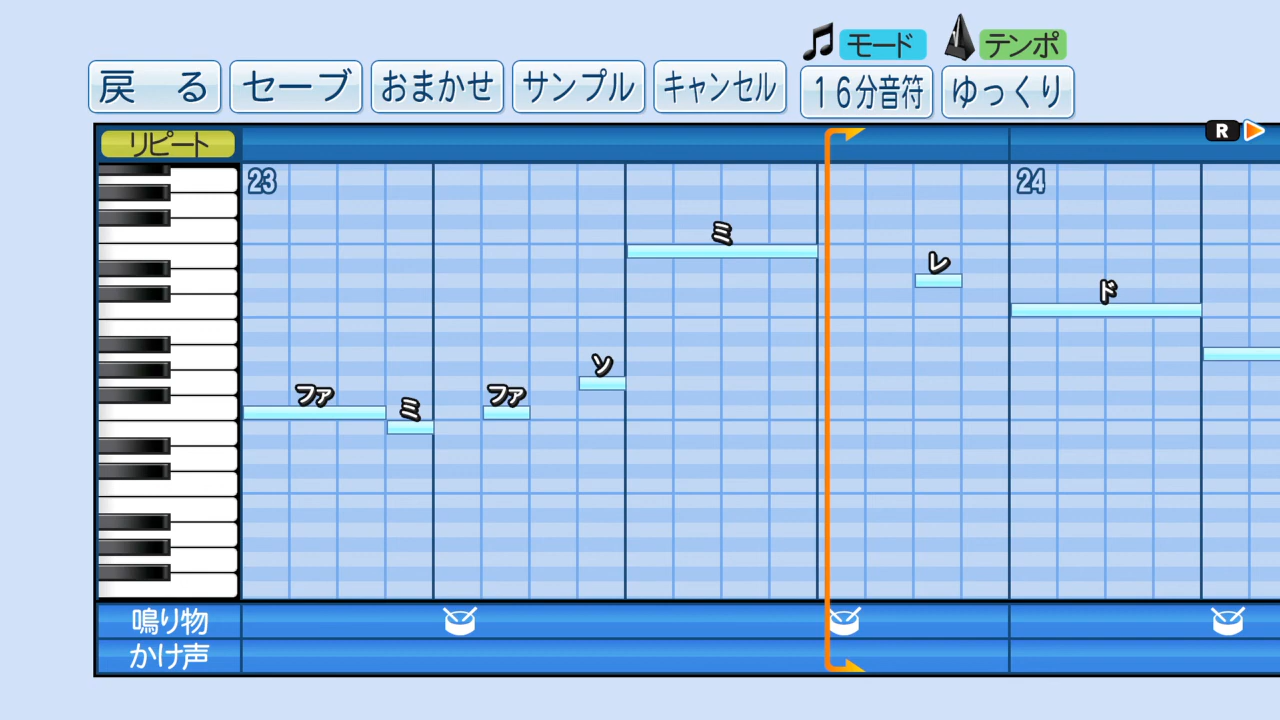 モード テンポ
戻 る セーブ おまかせ サンプル キャンセル 16分音符 ゆっくり
リピート R
23 24
ミ
レ
ド
ソ
ファ ミ ファ
鳴り物
かけ声